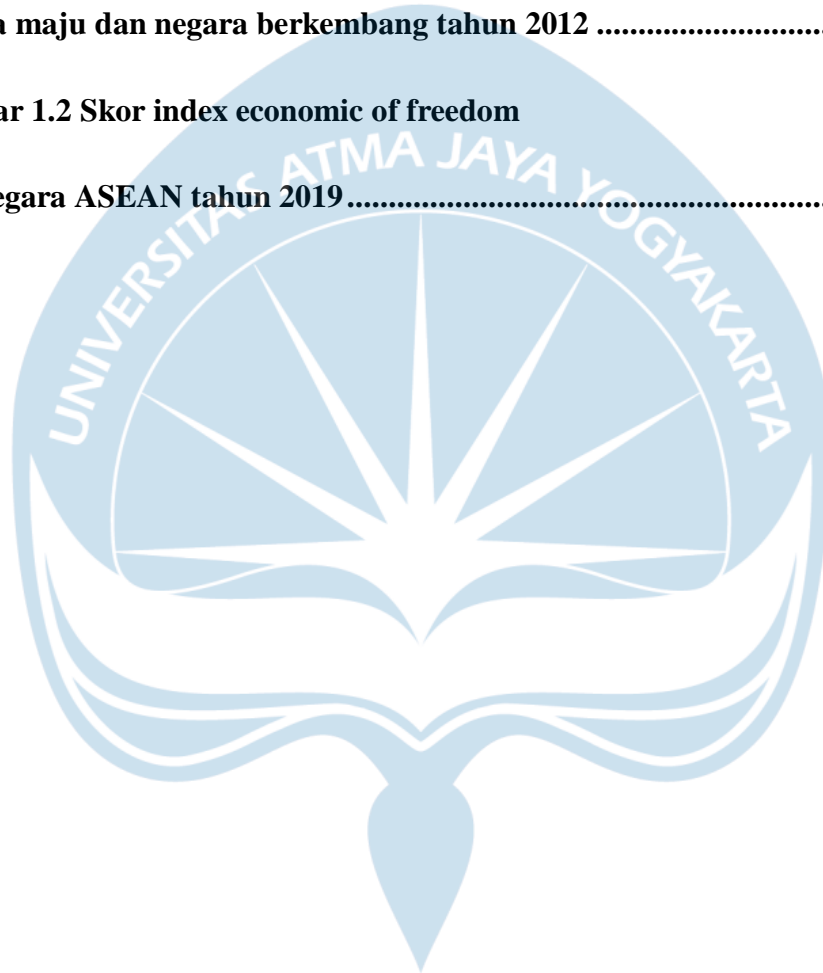 a maju dan negara berkembang tahun 2012 ............................
ar 1.2 Skor index economic of freedom
egara ASEAN tahun 2019...........................................................
UNIVERSITAS ATMA JAYA YOGYAKARTA